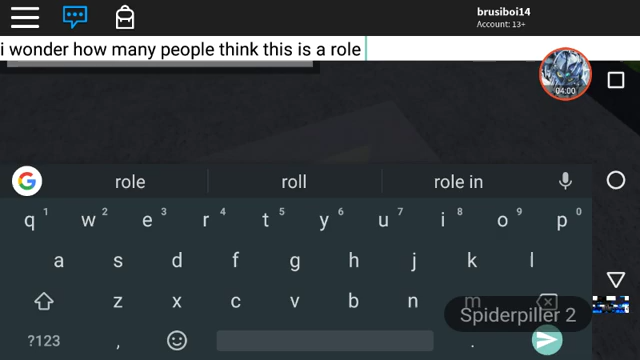 brusiboi14
Account: 13+
i wonder how many people think this is a role
04:00
G role roll role in
q 1 w 2 e 3 r 4 t 5 y 6 u 7 i 8 o 9 p 0
a s d f g h j k l
z x c v b n m
Spiderpiller 2
?123 , .